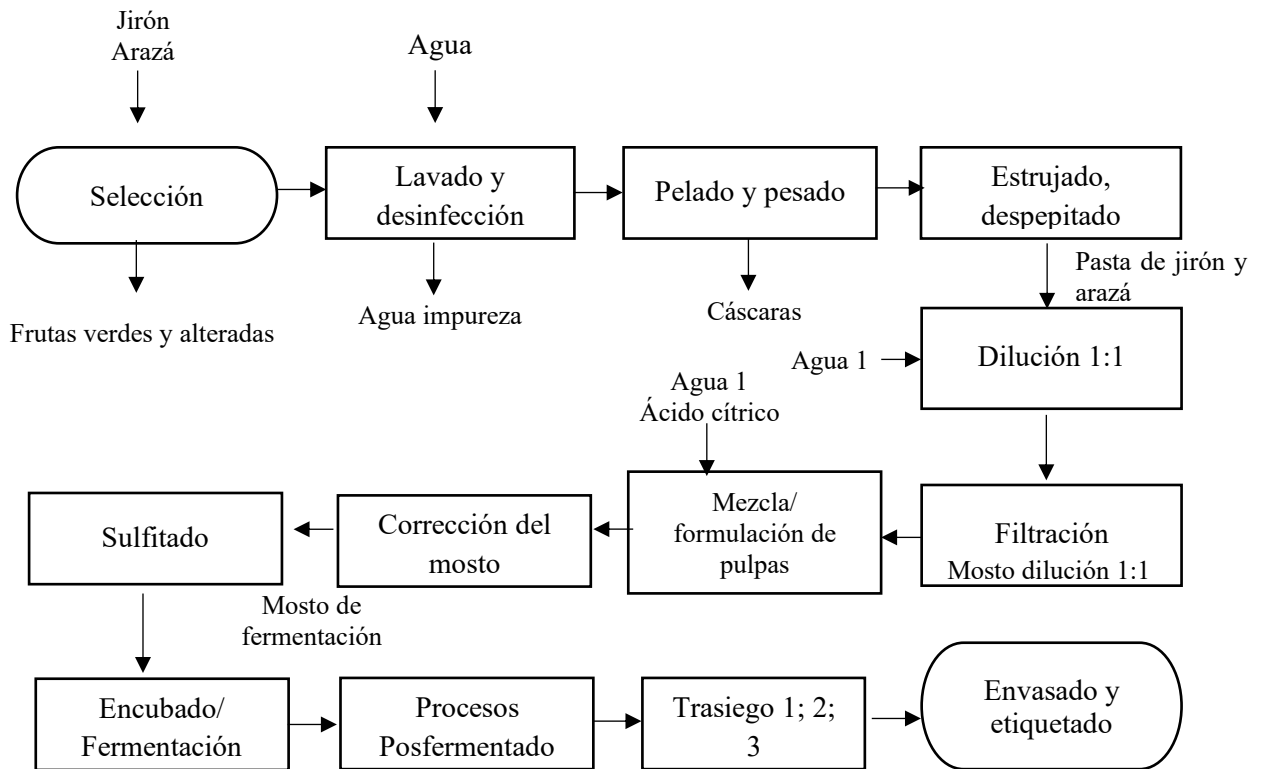 Jirón
Arazá
Agua
Selección
Lavado y
desinfección
Pelado y pesado
Estrujado,
despepitado
Frutas verdes y alteradas
Agua impureza
Cáscaras
Pasta de jirón y
arazá
Agua 1
Dilución 1:1
Agua 1
Ácido cítrico
Sulfitado
Corrección del
mosto
Mezcla/
formulación de
pulpas
Filtración
Mosto dilución 1:1
Mosto de
fermentación
Encubado/
Fermentación
Procesos
Posfermentado
Trasiego 1; 2;
3
Envasado y
etiquetado